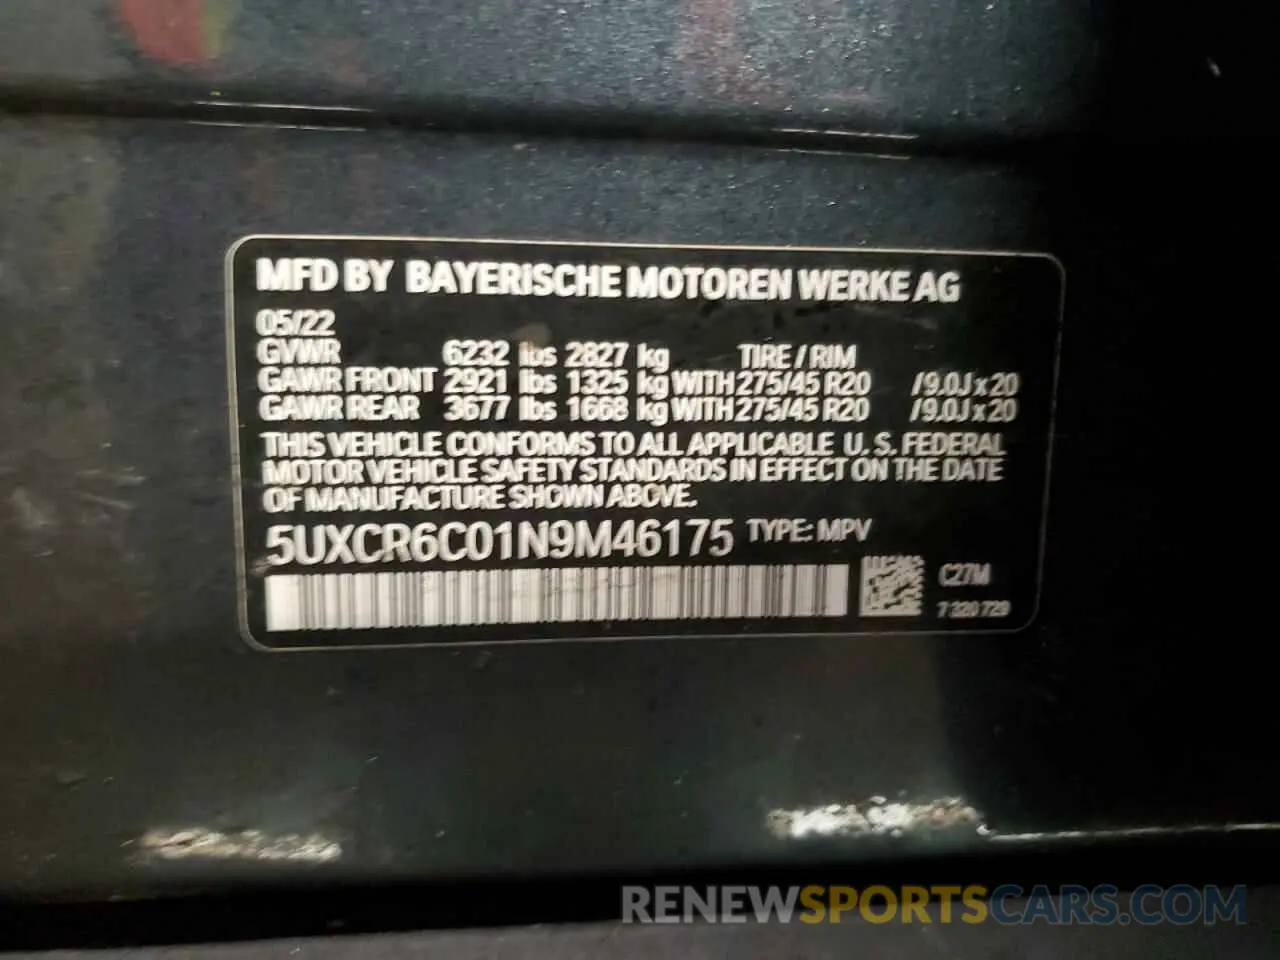 MFD BY BAYERISCHE MOTOREN WERKE AG
05/22
GVWR 6232 lbs 2827 kg TIRE / RIM
GAWR FRONT 2921 lbs 1325 kg WITH 275/45 R20 / 9.0J x 20
GAWR REAR 3677 lbs 1668 kg WITH 275/45 R20 / 9.0J x 20
THIS VEHICLE CONFORMS TO ALL APPLICABLE U. S. FEDERAL
MOTOR VEHICLE SAFETY STANDARDS IN EFFECT ON THE DATE
OF MANUFACTURE SHOWN ABOVE.
5UXCR6C01N9M46175 TYPE: MPV
C27M
7 320 729
RENEWSPORTSCARS.COM